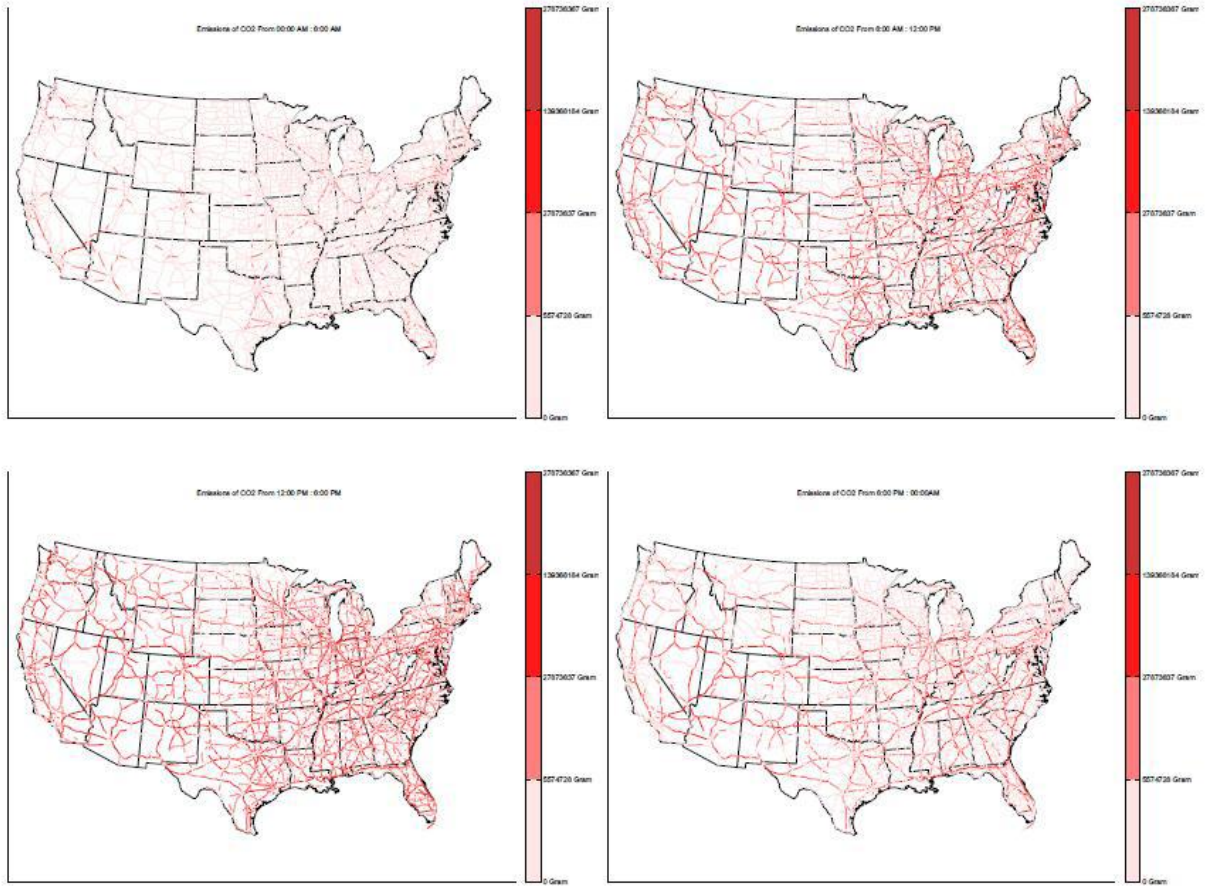 Emissions of CO2 From 00:00 AM : 6:00 AM
278736367 Gram
139368184 Gram
27873637 Gram
5574728 Gram
0 Gram
Emissions of CO2 From 6:00 AM : 12:00 PM
278736367 Gram
139368184 Gram
27873637 Gram
5574728 Gram
0 Gram
Emissions of CO2 From 12:00 PM : 6:00 PM
278736367 Gram
139368184 Gram
27873637 Gram
5574728 Gram
0 Gram
Emissions of CO2 From 6:00 PM : 00:00AM
278736367 Gram
139368184 Gram
27873637 Gram
5574728 Gram
0 Gram